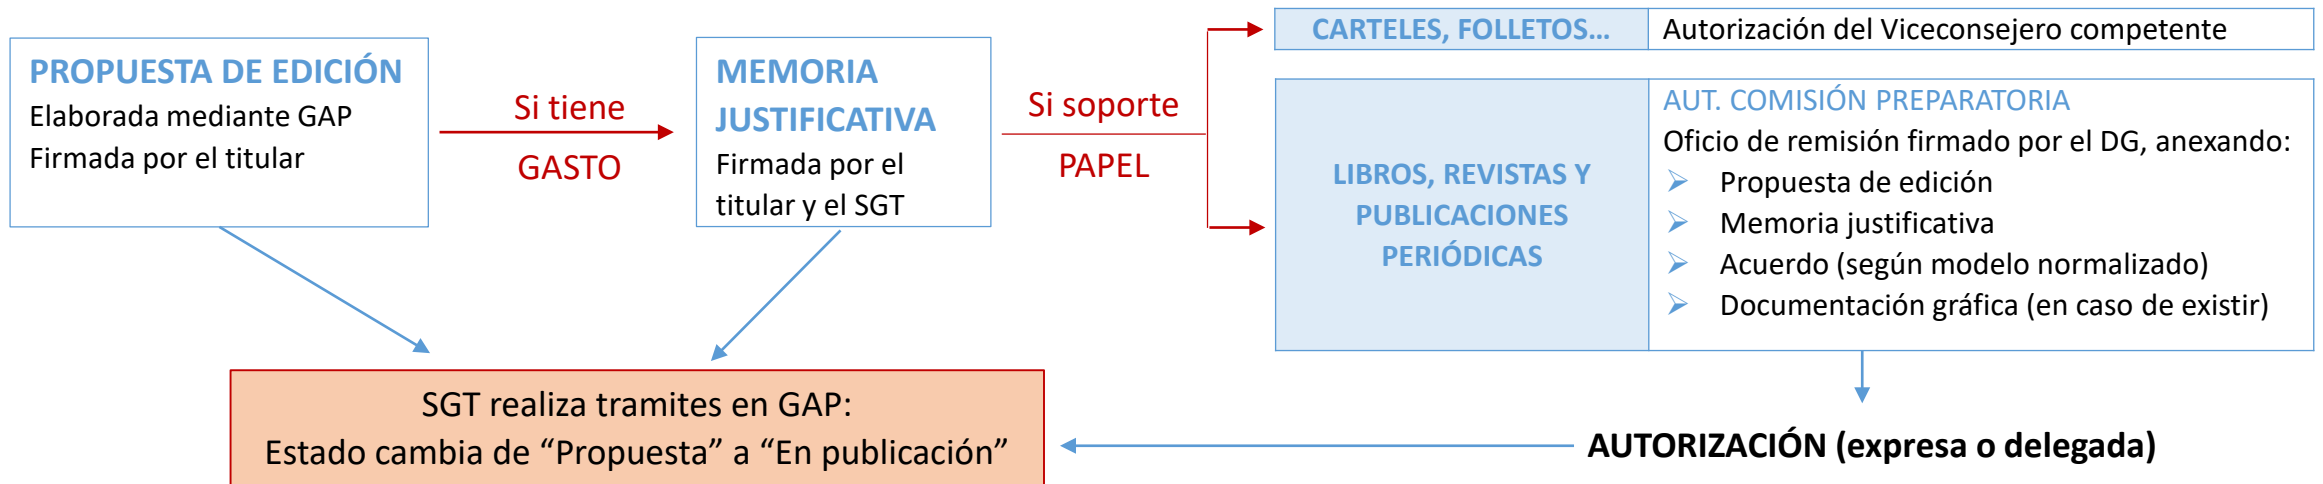 PROPUESTA DE EDICIÓN
Elaborada mediante GAP
Firmada por el titular
Si tiene
GASTO
MEMORIA
JUSTIFICATIVA
Firmada por el
titular y el SGT
Si soporte
PAPEL
CARTELES, FOLLETOS...
Autorización del Viceconsejero competente
LIBROS, REVISTAS Y
PUBLICACIONES
PERIÓDICAS
AUT. COMISIÓN PREPARATORIA
Oficio de remisión firmado por el DG, anexando:
Propuesta de edición
Memoria justificativa
Acuerdo (según modelo normalizado)
Documentación gráfica (en caso de existir)
SGT realiza tramites en GAP:
Estado cambia de “Propuesta” a “En publicación”
AUTORIZACIÓN (expresa o delegada)